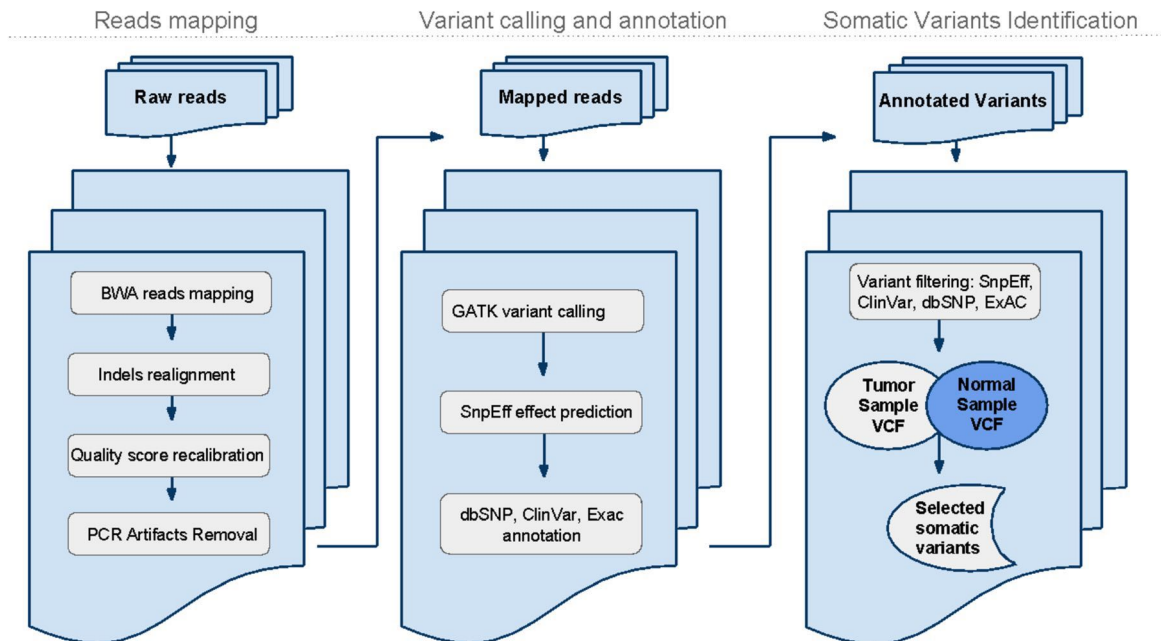 Reads mapping
Variant calling and annotation
Somatic Variants Identification
Raw reads
BWA reads mapping
Indels realignment
Quality score recalibration
PCR Artifacts Removal
Mapped reads
GATK variant calling
SnpEff effect prediction
dbSNP, ClinVar, Exac
annotation
Annotated Variants
Variant filtering: SnpEff,
ClinVar, dbSNP, ExAC
Tumor
Sample
VCF
Normal
Sample
VCF
Selected
somatic
variants